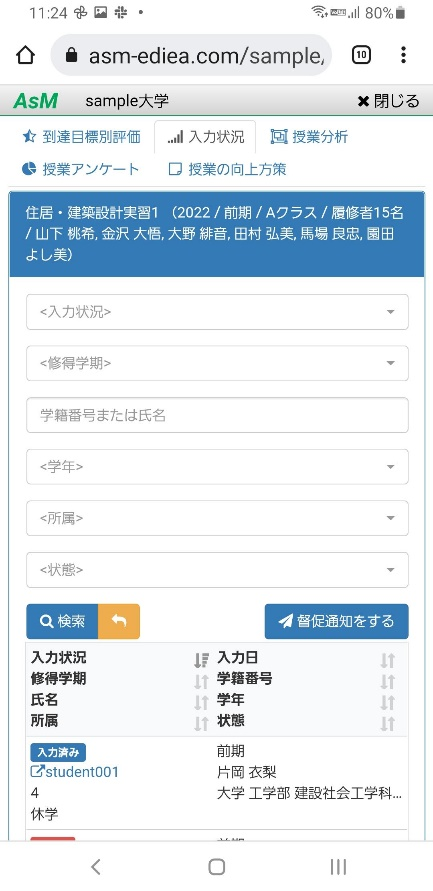 11:24 80%
asm-ediea.com/sample, 10
AsM sample大学 ✖閉じる
到達目標別評価 入力状況 授業分析
授業アンケート 授業の向上方策
住居・建築設計実習1 （2022 / 前期 / Aクラス / 履修者15名
/ 山下 桃希, 金沢 大悟, 大野 緋音, 田村 弘美, 馬場 良忠, 園田
よし美）
<入力状況>
<修得学期>
学籍番号または氏名
<学年>
<所属>
<状態>
検索 督促通知をする
入力状況 入力日
修得学期 学籍番号
氏名 学年
所属 状態
入力済み 前期
student001 片岡 衣梨
4 大学 工学部 建設社会工学科...
休学